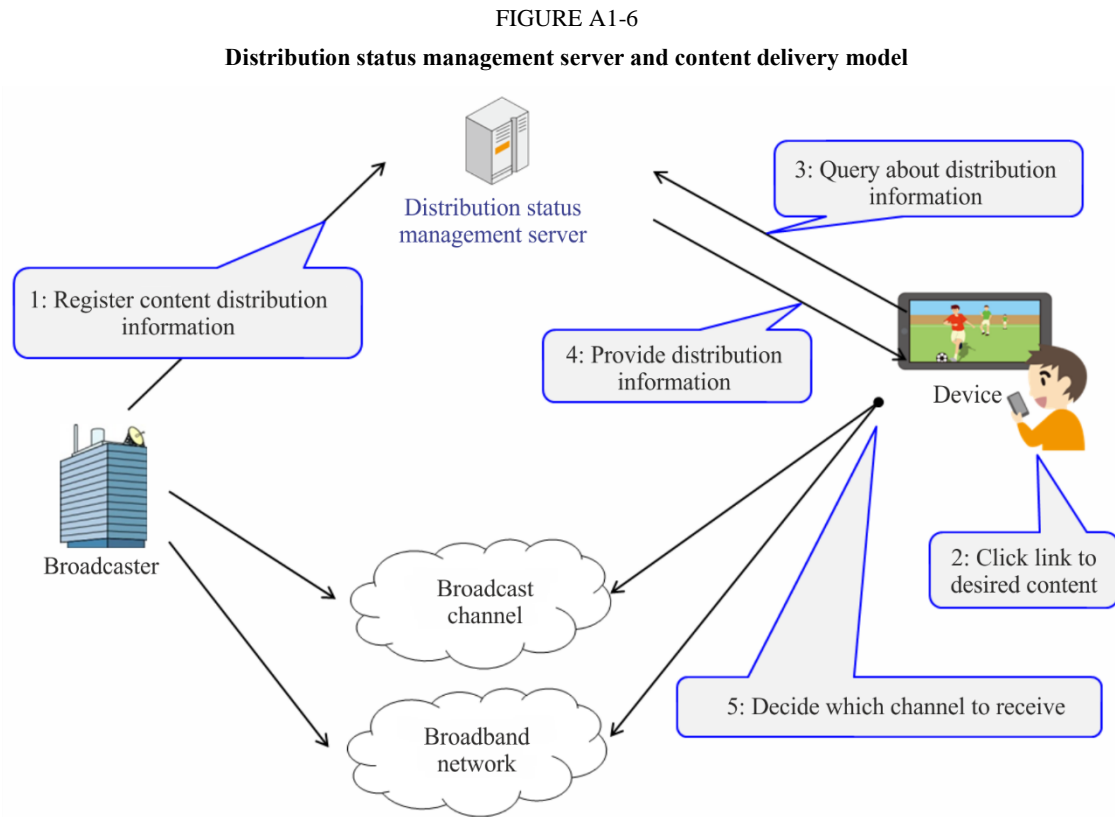 FIGURE A1-6
Distribution status management server and content delivery model
3: Query about distribution
information
Distribution status
management server
1: Register content distribution
information
4: Provide distribution
information
Device
Broadcaster
2: Click link to
desired content
Broadcast
channel
5: Decide which channel to receive
Broadband
network